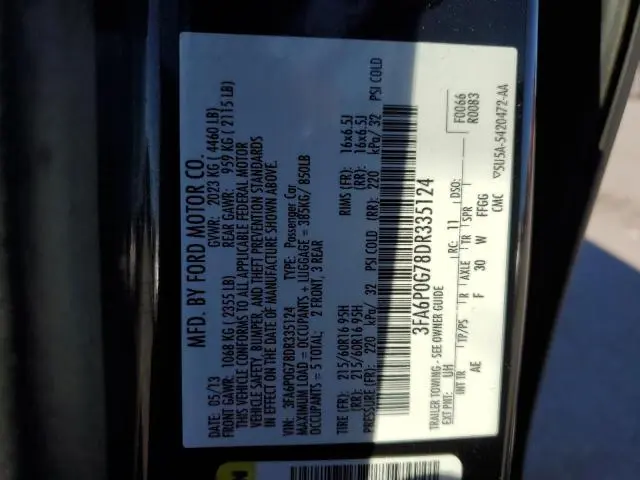 MFD. BY FORD MOTOR CO.
05/13 GVWR: 2023 KG ( 4460 LB)
FRONT GAWR: 1068 KG ( 2355 LB) REAR GAWR: 959 KG ( 2115 LB)
THIS VEHICLE CONFORMS TO ALL APPLICABLE FEDERAL MOTOR
VEHICLE SAFETY, BUMPER, AND THEFT PREVENTION STANDARDS
IN EFFECT ON THE DATE OF MANUFACTURE SHOWN ABOVE.
VIN: 3FA6P0G78DR335124 TYPE: Passenger Car
MAXIMUM LOAD = OCCUPANTS + LUGGAGE = 385KG/ 850LB
OCCUPANTS = 5 TOTAL: 2 FRONT, 3 REAR
TIRE (FR): 215/60R16 95H RIMS (FR): 16x6.5J
(RR): 215/60R16 95H (RR): 16x6.5J
PRESSURE (FR): 220 kPa/ 32 PSI COLD (RR): 220 kPa/ 32 PSI COLD
3FA6P0G78DR335124
TRAILER TOWING - SEE OWNER GUIDE F0066
EXT PNT: UH RC: 11 DSO: R0083
INT TR TP/PS R AXLE TR SPR
AE F 30 W FFGG
CMC ▽5U5A-5420472-AA